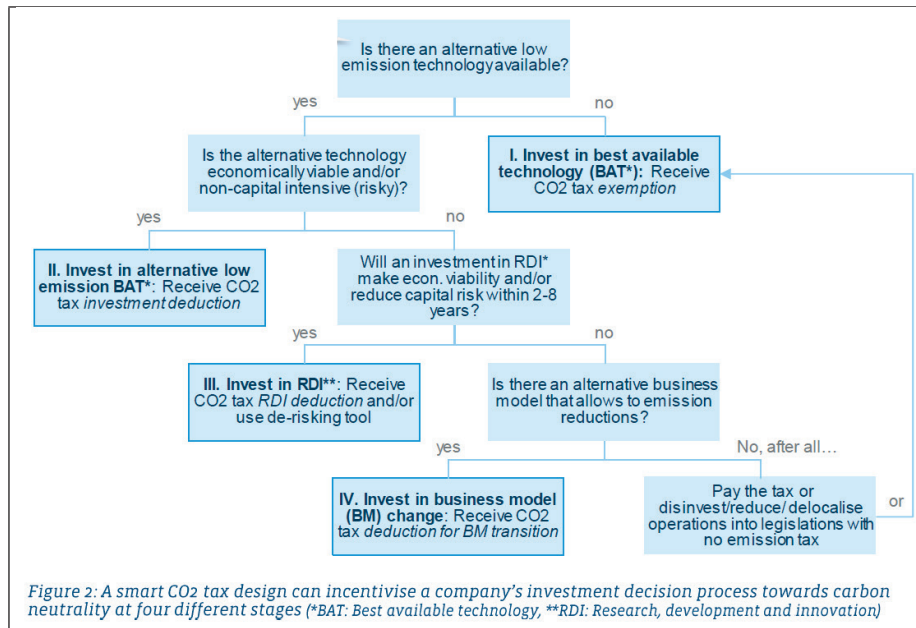 Is there an alternative low
emission technology available?
yes
no
Is the alternative technology
economically viable and/or
non-capital intensive (risky)?
I. Invest in best available
technology (BAT*): Receive
CO2 tax exemption
yes
no
II. Invest in alternative low
emission BAT*: Receive CO2
tax investment deduction
Will an investment in RDI*
make econ. viability and/or
reduce capital risk within 2-8
years?
yes
no
III. Invest in RDI**: Receive
CO2 tax RDI deduction and/or
use de-risking tool
Is there an alternative business
model that allows to emission
reductions?
yes
No, after all...
IV. Invest in business model
(BM) change: Receive CO2
tax deduction for BM transition
Pay the tax or
disinvest/reduce/ delocalise
operations into legislations with
no emission tax
or
Figure 2: A smart CO2 tax design can incentivise a company's investment decision process towards carbon
neutrality at four different stages (*BAT: Best available technology, **RDI: Research, development and innovation)